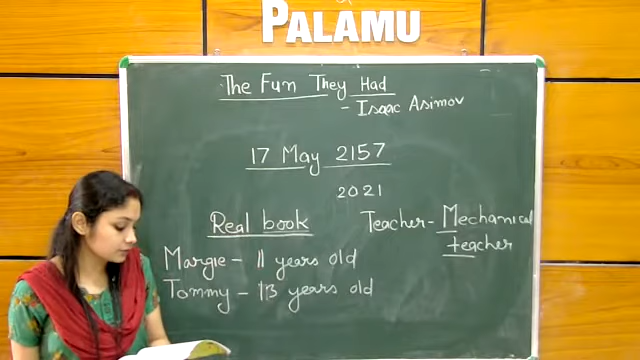 PALAMU
The Fun They Had
- Isaac Asimov
17 May 2157
2021
Real book
Teacher - Mechanical
teacher
Margie - 11 years old
Tommy - 13 years old